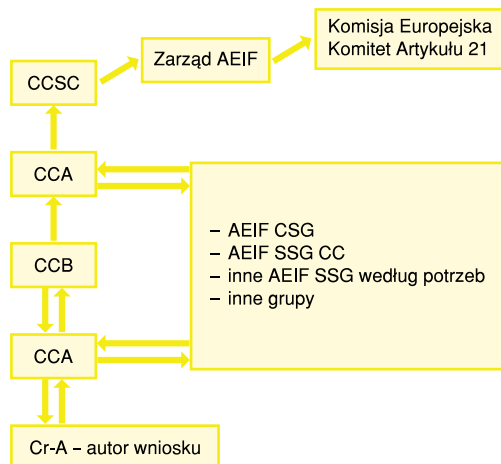 Komisja Europejska
Komitet Artykułu 21
Zarząd AEIF
CCSC
CCA
– AEIF CSG
– AEIF SSG CC
– inne AEIF SSG według potrzeb
– inne grupy
CCB
CCA
Cr-A – autor wniosku